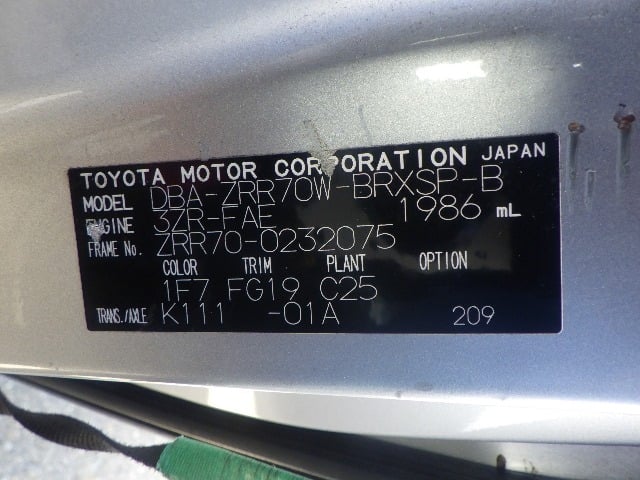 TOYOTA MOTOR CORPORATION JAPAN
MODEL DBA-ZRR70W-BRXSP-B
ENGINE 3ZR-FAE 1986 mL
FRAME No. ZRR70-0232075
COLOR TRIM PLANT OPTION
1F7 FG19 C25
TRANS./AXLE K111 -01A 209